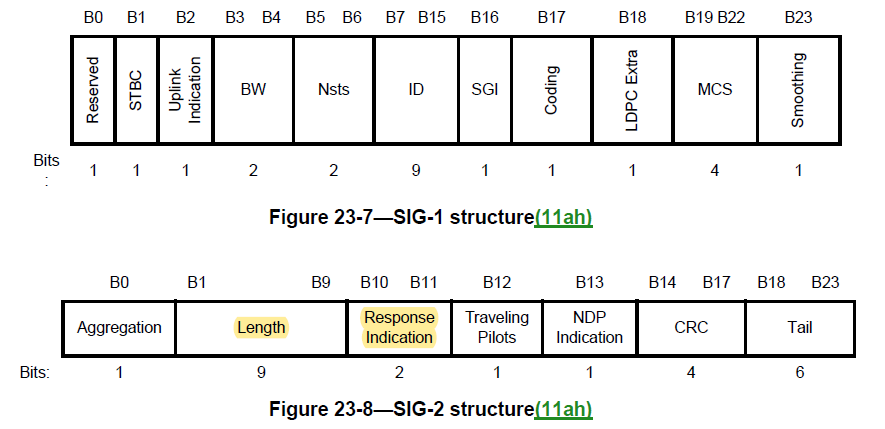 B0 B1 B2 B3 B4 B5 B6 B7 B15 B16 B17 B18 B19 B22 B23
Reserved STBC Uplink Indication BW Nsts ID SGI Coding LDPC Extra MCS Smoothing
Bits : 1 1 1 2 2 9 1 1 1 4 1
Figure 23-7—SIG-1 structure(11ah)
B0 B1 B9 B10 B11 B12 B13 B14 B17 B18 B23
Aggregation Length Response Indication Traveling Pilots NDP Indication CRC Tail
Bits: 1 9 2 1 1 4 6
Figure 23-8—SIG-2 structure(11ah)